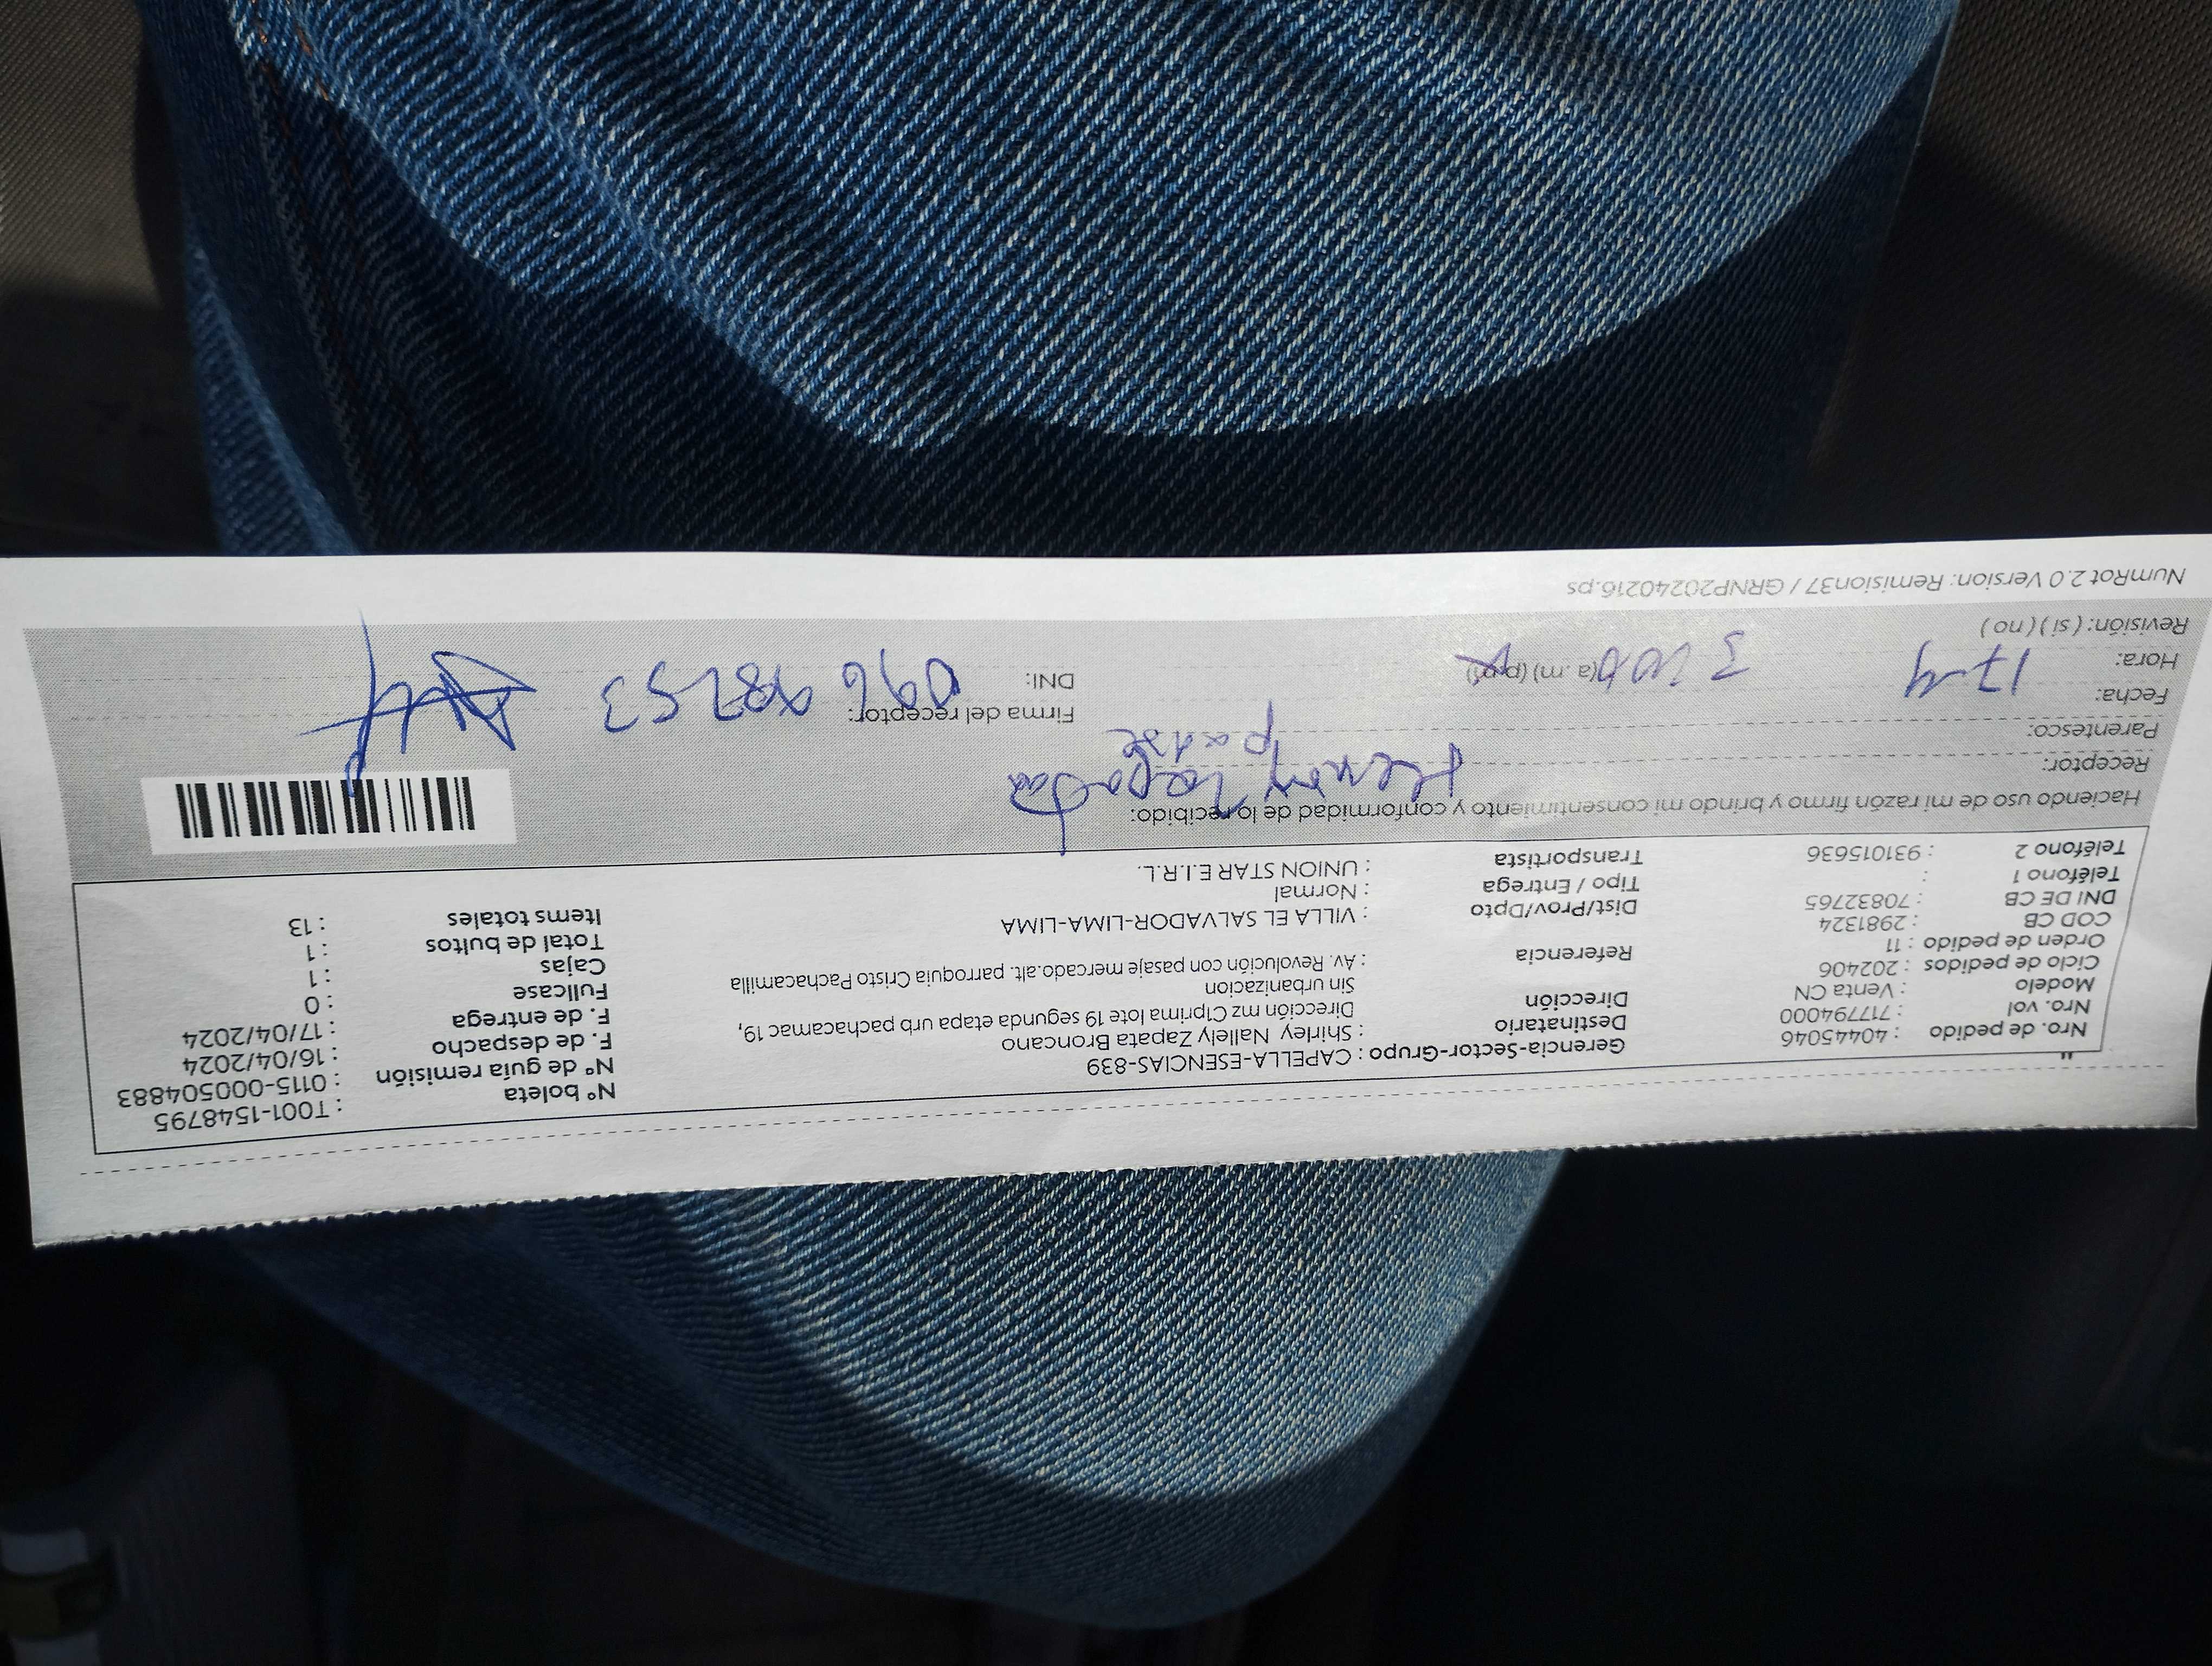 Nro. de pedido : 40445046
Nro. vol : 717794000
Modelo : Venta CN
Ciclo de pedidos : 202406
Orden de pedido : 11
COD CB : 2981324
DNI DE CB : 70832765
Teléfono 1 :
Teléfono 2 : 931015636
Gerencia-Sector-Grupo : CAPELLA-ESENCIAS-839
Destinatario : Shirley Nallely Zapata Broncano
Dirección Dirección mz C1prima lote 19 segunda etapa urb pachacamac 19,
Sin urbanizacion
Referencia : Av. Revolución con pasaje mercado.alt. parroquia Cristo Pachacamilla
Dist/Prov/Dpto : VILLA EL SALVADOR-LIMA-LIMA
Tipo / Entrega : Normal
Transportista : UNION STAR E.I.R.L.
N° boleta : T001-1548795
N° de guía remisión : 0115-000504883
F. de despacho : 16/04/2024
F. de entrega : 17/04/2024
Fullcase : 0
Cajas : 1
Total de bultos : 1
Items totales : 13
Haciendo uso de mi razón firmo y brindo mi consentimiento y conformidad de lo recibido:
Receptor: Henry Zapata
Parentesco: padre
Fecha: 17-4
Hora: (a.m) (p.m)
Revisión: ( si ) ( no )
Firma del receptor:
DNI:
NumRot 2.0 Version: Remision37 / GRNP20240216.ps